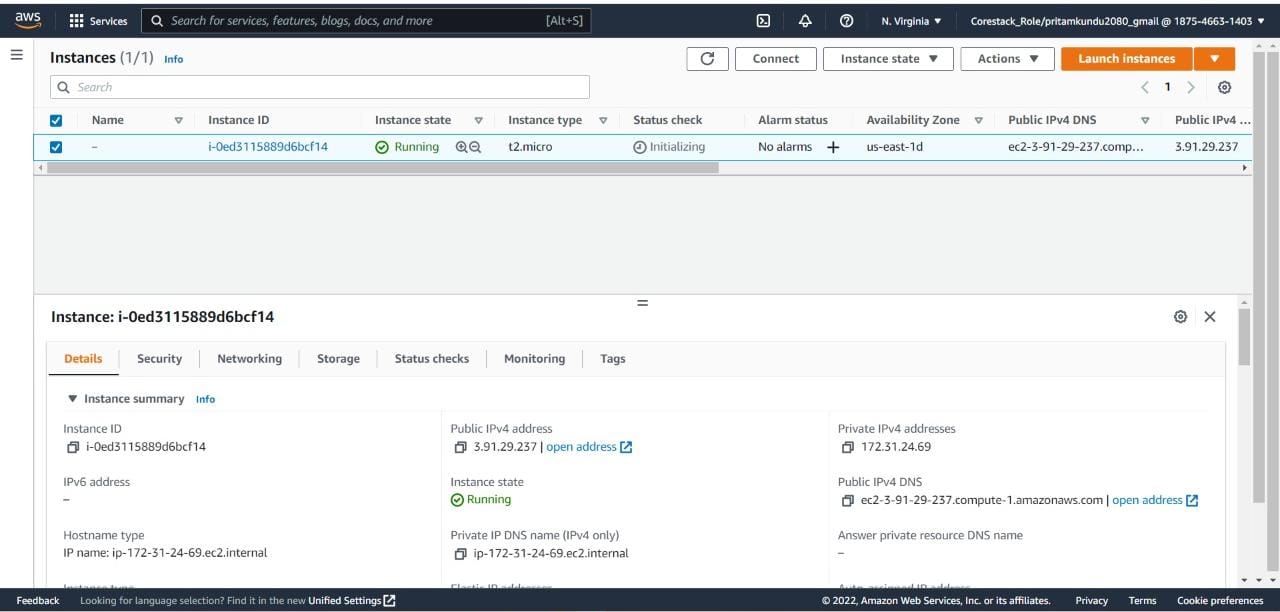 aws Services Search for services, features, blogs, docs, and more [Alt+S] N. Virginia Corestack_Role/pritamkundu2080_gmail @ 1875-4663-1403
Instances (1/1) Info Connect Instance state Actions Launch instances
Search 1
Name Instance ID Instance state Instance type Status check Alarm status Availability Zone Public IPv4 DNS Public IPv4 ...
– i-0ed3115889d6bcf14 Running t2.micro Initializing No alarms + us-east-1d ec2-3-91-29-237.comp... 3.91.29.237
Instance: i-0ed3115889d6bcf14
Details Security Networking Storage Status checks Monitoring Tags
Instance summary Info
Instance ID Public IPv4 address Private IPv4 addresses
i-0ed3115889d6bcf14 3.91.29.237 | open address 172.31.24.69
IPv6 address Instance state Public IPv4 DNS
– Running ec2-3-91-29-237.compute-1.amazonaws.com | open address
Hostname type Private IP DNS name (IPv4 only) Answer private resource DNS name
IP name: ip-172-31-24-69.ec2.internal ip-172-31-24-69.ec2.internal –
Instance type Elastic IP addresses Auto-assigned IP address
Feedback Looking for language selection? Find it in the new Unified Settings © 2022, Amazon Web Services, Inc. or its affiliates. Privacy Terms Cookie preferences